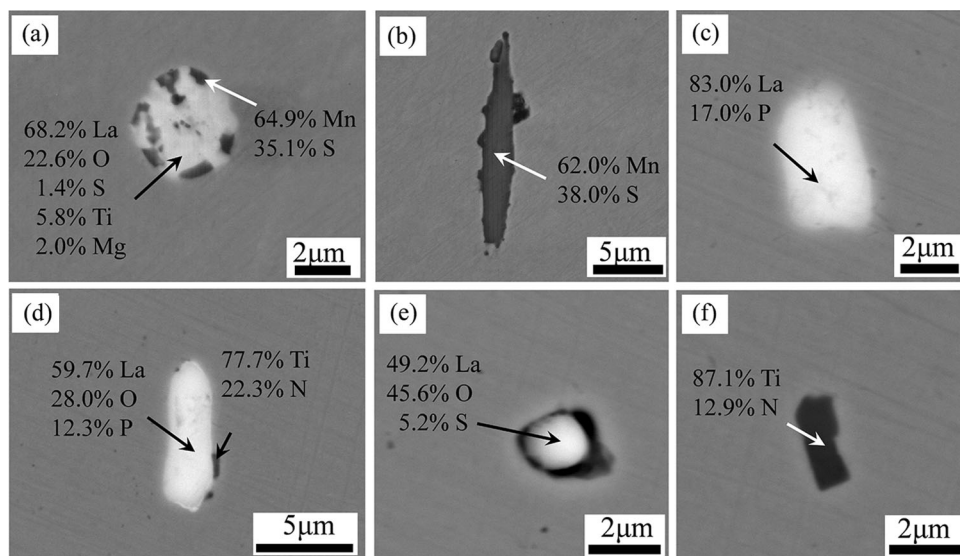 (a)
68.2% La
22.6% O
1.4% S
5.8% Ti
2.0% Mg
64.9% Mn
35.1% S
2μm
(b)
62.0% Mn
38.0% S
5μm
(c)
83.0% La
17.0% P
2μm
(d)
59.7% La
28.0% O
12.3% P
77.7% Ti
22.3% N
5μm
(e)
49.2% La
45.6% O
5.2% S
2μm
(f)
87.1% Ti
12.9% N
2μm